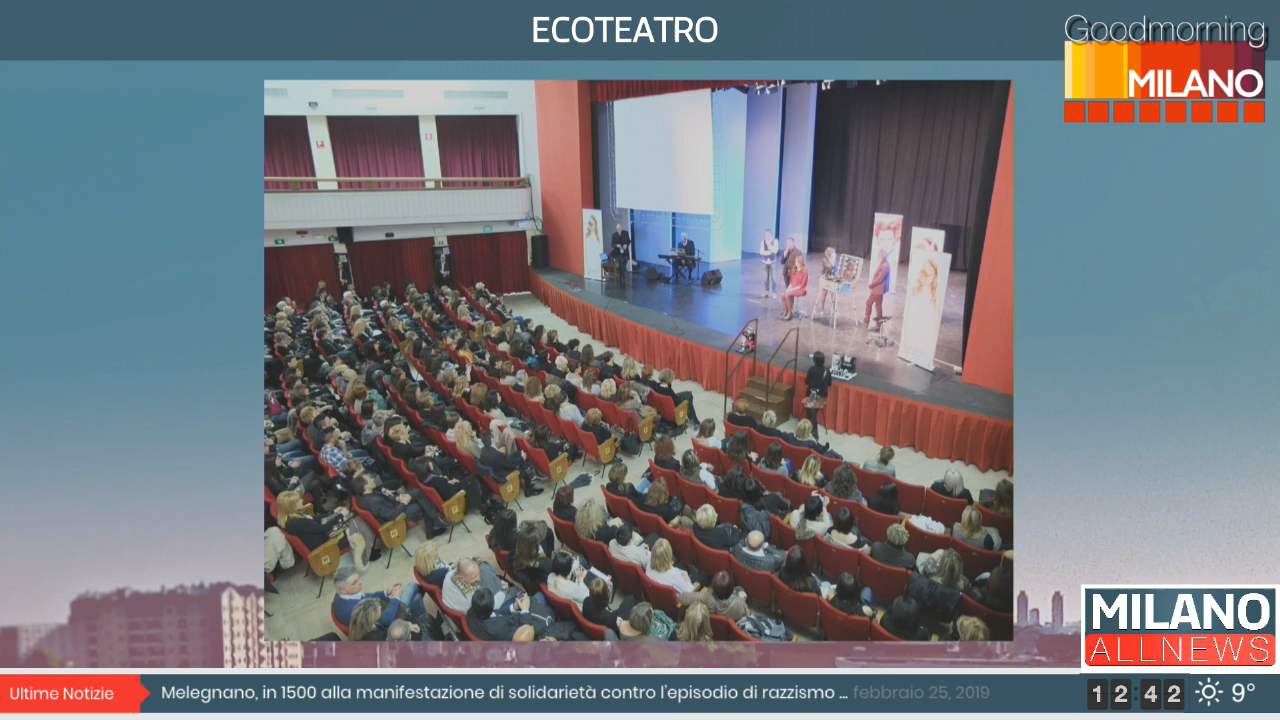 ECOTEATRO
Goodmorning
MILANO
MILANO
ALLNEWS
Ultime Notizie
Melegnano, in 1500 alla manifestazione di solidarietà contro l'episodio di razzismo ... febbraio 25, 2019
12:42 9°